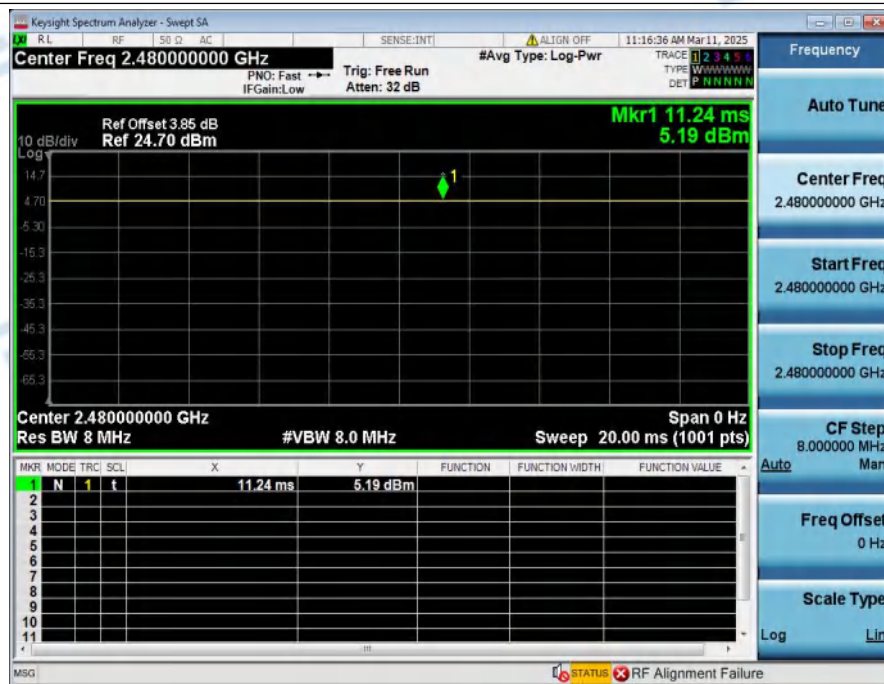 Keysight Spectrum Analyzer - Swept SA
RL RF 50 Ω AC SENSE:INT ALIGN OFF 11:16:36 AM Mar 11, 2025
Center Freq 2.480000000 GHz
#Avg Type: Log-Pwr
TRACE 1 2 3 4 5 6
PNO: Fast Trig: Free Run
TYPE WWWWWW
IFGain:Low Atten: 32 dB
DET P N N N N N
Mkr1 11.24 ms
5.19 dBm
Ref Offset 3.85 dB
10 dB/div Ref 24.70 dBm
Log
1
14.7
4.70
-5.30
-15.3
-25.3
-35.3
-45.3
-55.3
-65.3
Center 2.480000000 GHz Span 0 Hz
Res BW 8 MHz #VBW 8.0 MHz Sweep 20.00 ms (1001 pts)
MKR MODE TRC SCL X Y FUNCTION FUNCTION WIDTH FUNCTION VALUE
1 N 1 t 11.24 ms 5.19 dBm
2
3
4
5
6
7
8
9
10
11
MSG STATUS RF Alignment Failure
Frequency
Auto Tune
Center Freq
2.480000000 GHz
Start Freq
2.480000000 GHz
Stop Freq
2.480000000 GHz
CF Step
8.000000 MHz
Auto Man
Freq Offset
0 Hz
Scale Type
Log Lin